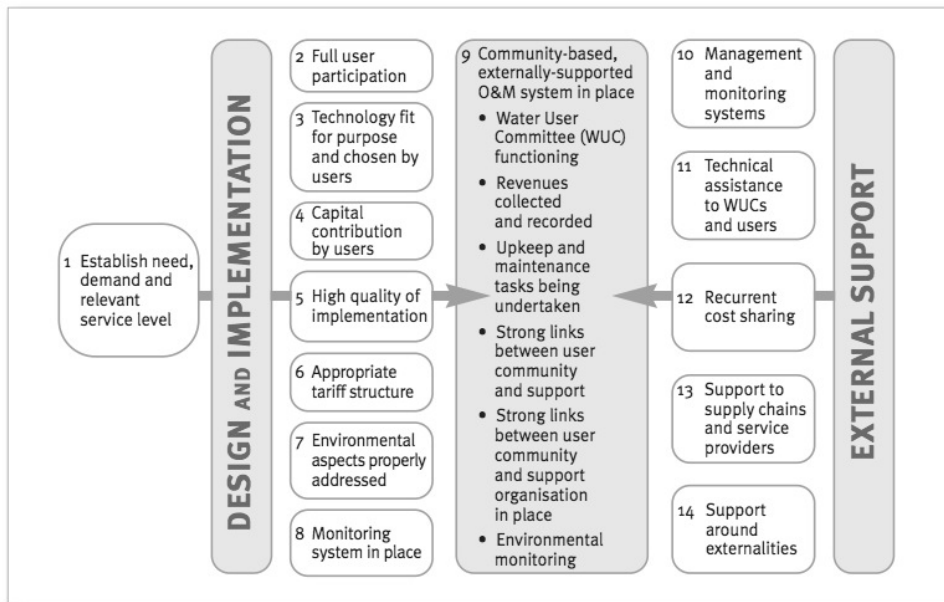 1 Establish need,
demand and
relevant
service level
DESIGN AND IMPLEMENTATION
2 Full user
participation
3 Technology fit
for purpose
and chosen by
users
4 Capital
contribution
by users
5 High quality of
implementation
6 Appropriate
tariff structure
7 Environmental
aspects properly
addressed
8 Monitoring
system in place
9 Community-based,
externally-supported
O&M system in place
• Water User
Committee (WUC)
functioning
• Revenues
collected
and recorded
• Upkeep and
maintenance
tasks being
undertaken
• Strong links
between user
community
and support
• Strong links
between user
community
and support
organisation
in place
• Environmental
monitoring
10 Management
and
monitoring
systems
11 Technical
assistance
to WUCs
and users
12 Recurrent
cost sharing
13 Support to
supply chains
and service
providers
14 Support
around
externalities
EXTERNAL SUPPORT